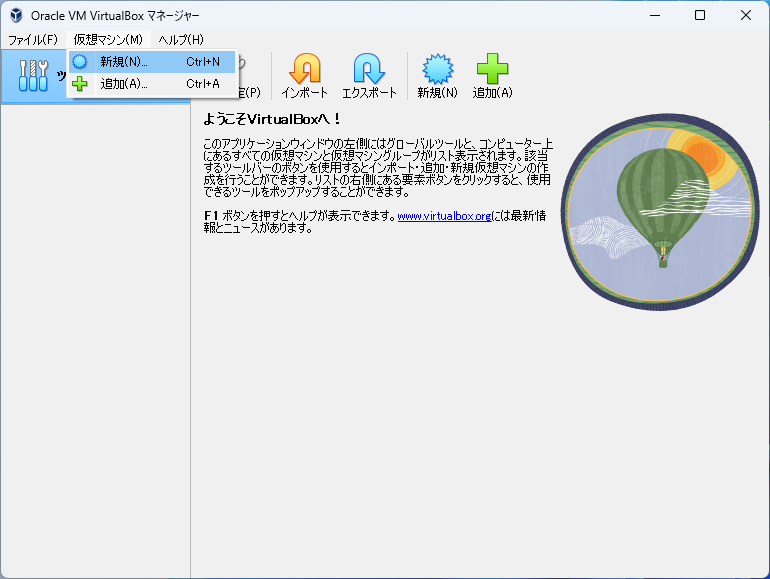 Oracle VM VirtualBox マネージャー
ファイル(F) 仮想マシン(M) ヘルプ(H)
新規(N)... Ctrl+N
追加(A)... Ctrl+A
ツ
(P) インポート エクスポート 新規(N) 追加(A)
ようこそVirtualBoxへ！
このアプリケーションウィンドウの左側にはグローバルツールと、コンピューター上
にあるすべての仮想マシンと仮想マシングループがリスト表示されます。該当
するツールバーのボタンを使用するとインポート・追加・新規仮想マシンの作
成を行うことができます。リストの右側にある要素ボタンをクリックすると、使用
できるツールをポップアップすることができます。
F1 ボタンを押すとヘルプが表示できます。www.virtualbox.orgには最新情
報とニュースがあります。